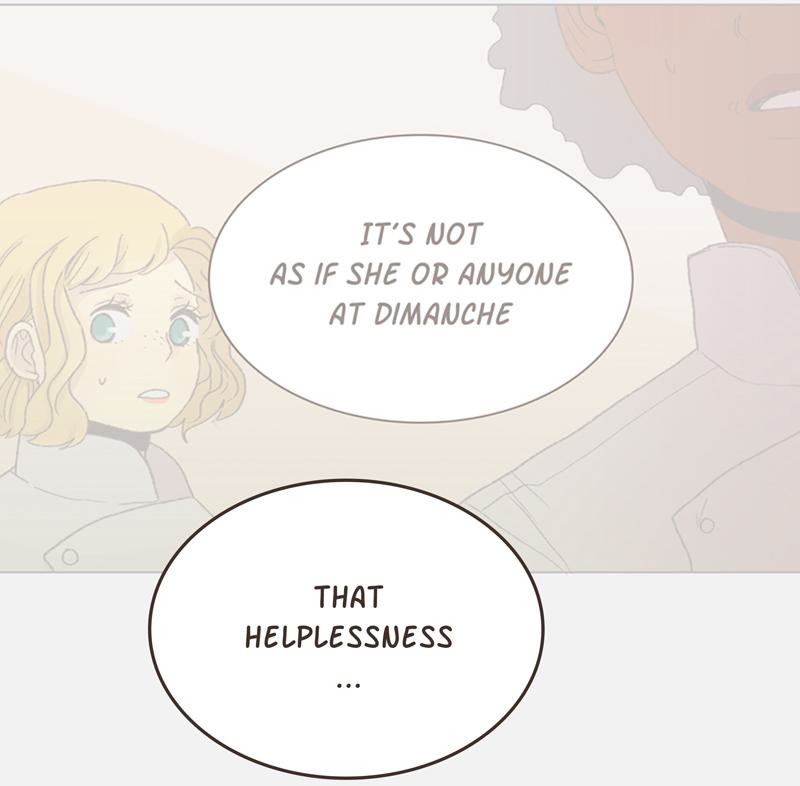 IT'S NOT
AS IF SHE OR ANYONE
AT DIMANCHE
THAT
HELPLESSNESS
...